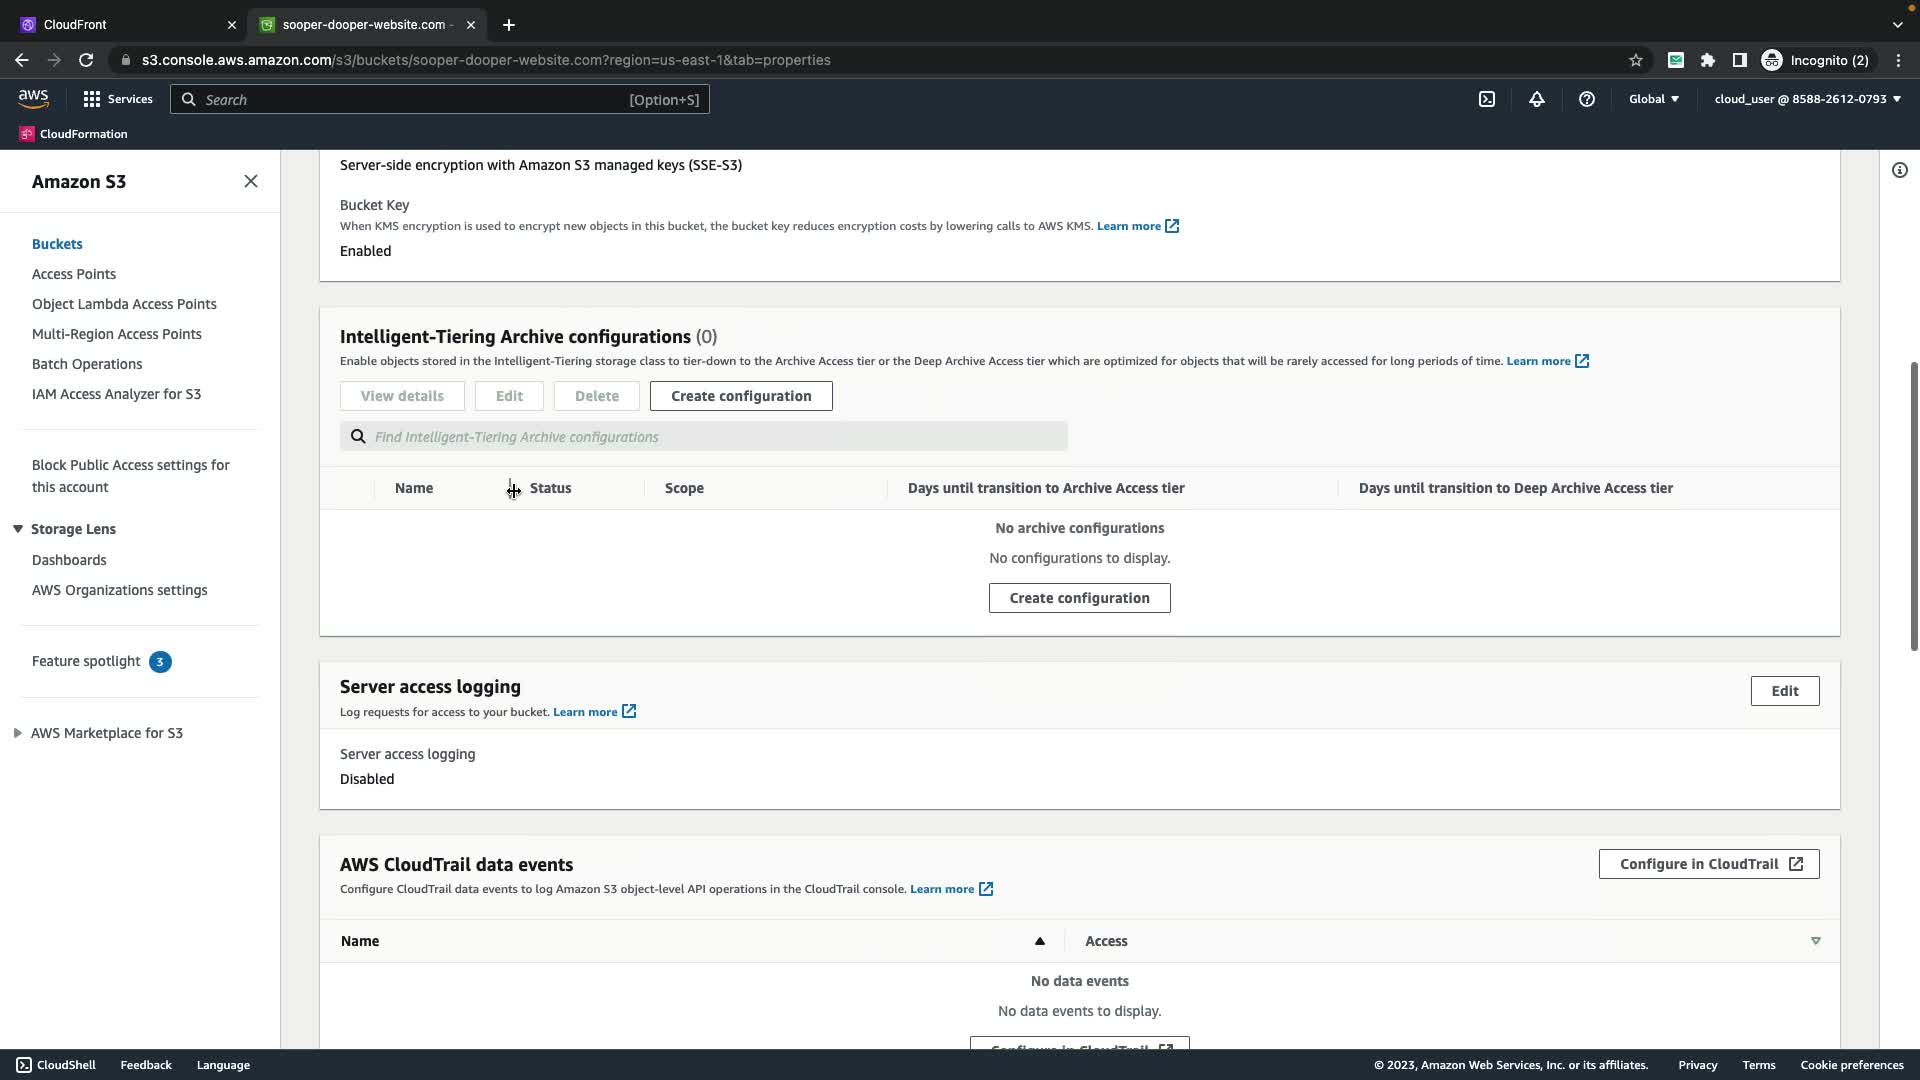 CloudFront
sooper-dooper-website.com -
s3.console.aws.amazon.com/s3/buckets/sooper-dooper-website.com?region=us-east-1&tab=properties
Incognito (2)
aws
Services
Search
[Option+S]
Global
cloud_user @ 8588-2612-0793
CloudFormation
Amazon S3
Buckets
Access Points
Object Lambda Access Points
Multi-Region Access Points
Batch Operations
IAM Access Analyzer for S3
Block Public Access settings for
this account
Storage Lens
Dashboards
AWS Organizations settings
Feature spotlight 3
AWS Marketplace for S3
Server-side encryption with Amazon S3 managed keys (SSE-S3)
Bucket Key
When KMS encryption is used to encrypt new objects in this bucket, the bucket key reduces encryption costs by lowering calls to AWS KMS. Learn more
Enabled
Intelligent-Tiering Archive configurations (0)
Enable objects stored in the Intelligent-Tiering storage class to tier-down to the Archive Access tier or the Deep Archive Access tier which are optimized for objects that will be rarely accessed for long periods of time. Learn more
View details Edit Delete Create configuration
Find Intelligent-Tiering Archive configurations
Name Status Scope Days until transition to Archive Access tier Days until transition to Deep Archive Access tier
No archive configurations
No configurations to display.
Create configuration
Server access logging
Edit
Log requests for access to your bucket. Learn more
Server access logging
Disabled
AWS CloudTrail data events
Configure in CloudTrail
Configure CloudTrail data events to log Amazon S3 object-level API operations in the CloudTrail console. Learn more
Name Access
No data events
No data events to display.
Configure in CloudTrail
CloudShell Feedback Language © 2023, Amazon Web Services, Inc. or its affiliates. Privacy Terms Cookie preferences